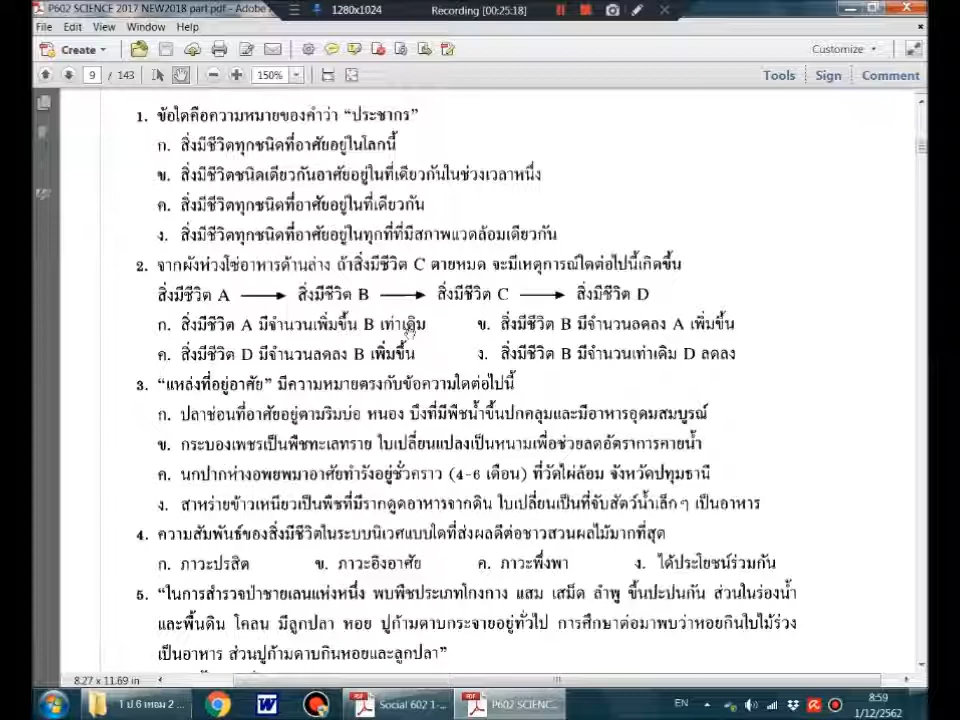 P602 SCIENCE 2017 NEW2018 part.pdf - Adobe
1280x1024
Recording [00:25:18]
File Edit View Window Help
Create
Customize
9 / 143
150%
Tools Sign Comment
1. ข้อใดคือความหมายของคำว่า "ประชากร"
ก. สิ่งมีชีวิตทุกชนิดที่อาศัยอยู่ในโลกนี้
ข. สิ่งมีชีวิตชนิดเดียวกันอาศัยอยู่ในที่เดียวกันในช่วงเวลาหนึ่ง
ค. สิ่งมีชีวิตทุกชนิดที่อาศัยอยู่ในที่เดียวกัน
ง. สิ่งมีชีวิตทุกชนิดที่อาศัยอยู่ในทุกที่ที่มีสภาพแวดล้อมเดียวกัน
2. จากผังห่วงโซ่อาหารด้านล่าง ถ้าสิ่งมีชีวิต C ตายหมด จะมีเหตุการณ์ใดต่อไปนี้เกิดขึ้น
สิ่งมีชีวิต A → สิ่งมีชีวิต B → สิ่งมีชีวิต C → สิ่งมีชีวิต D
ก. สิ่งมีชีวิต A มีจำนวนเพิ่มขึ้น B เท่าเดิม ข. สิ่งมีชีวิต B มีจำนวนลดลง A เพิ่มขึ้น
ค. สิ่งมีชีวิต D มีจำนวนลดลง B เพิ่มขึ้น ง. สิ่งมีชีวิต B มีจำนวนเท่าเดิม D ลดลง
3. "แหล่งที่อยู่อาศัย" มีความหมายตรงกับข้อความใดต่อไปนี้
ก. ปลาช่อนที่อาศัยอยู่ตามริมบ่อ หนอง บึงที่มีพืชน้ำขึ้นปกคลุมและมีอาหารอุดมสมบูรณ์
ข. กระบองเพชรเป็นพืชทะเลทราย ใบเปลี่ยนแปลงเป็นหนามเพื่อช่วยลดอัตราการคายน้ำ
ค. นกปากห่างอพยพมาอาศัยทำรังอยู่ชั่วคราว (4-6 เดือน) ที่วัดไผ่ล้อม จังหวัดปทุมธานี
ง. สาหร่ายข้าวเหนียวเป็นพืชที่มีรากดูดอาหารจากดิน ใบเปลี่ยนเป็นที่จับสัตว์น้ำเล็กๆ เป็นอาหาร
4. ความสัมพันธ์ของสิ่งมีชีวิตในระบบนิเวศแบบใดที่ส่งผลดีต่อชาวสวนผลไม้มากที่สุด
ก. ภาวะปรสิต ข. ภาวะอิงอาศัย ค. ภาวะพึ่งพา ง. ได้ประโยชน์ร่วมกัน
5. "ในการสำรวจป่าชายเลนแห่งหนึ่ง พบพืชประเภทโกงกาง แสม เสม็ด ลำพู ขึ้นปะปนกัน ส่วนในร่องน้ำ
และพื้นดิน โคลน มีลูกปลา หอย ปูก้ามดาบกระจายอยู่ทั่วไป การศึกษาต่อมาพบว่าหอยกินใบไม้ร่วง
เป็นอาหาร ส่วนปูก้ามดาบกินหอยและลูกปลา"
8.27 x 11.69 in
1 ป.6 เทอม 2 ... Social 602 1-... P602 SCIENC... EN 8:59
1/12/2562